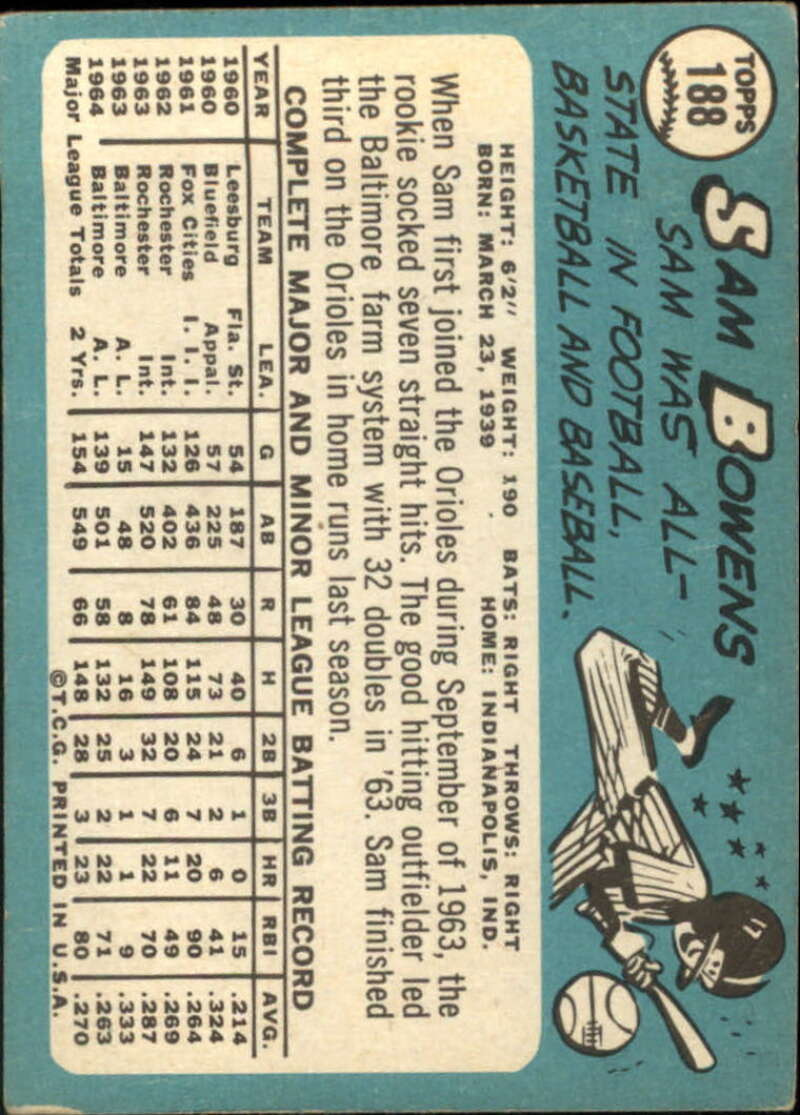 TOPPS
188
SAM BOWENS
SAM WAS ALL-
STATE IN FOOTBALL,
BASKETBALL AND BASEBALL.
HEIGHT: 6'2" WEIGHT: 190 BATS: RIGHT THROWS: RIGHT
BORN: MARCH 23, 1939 HOME: INDIANAPOLIS, IND.
When Sam first joined the Orioles during September of 1963, the
rookie socked seven straight hits. The good hitting outfielder led
the Baltimore farm system with 32 doubles in '63. Sam finished
third on the Orioles in home runs last season.
COMPLETE MAJOR AND MINOR LEAGUE BATTING RECORD
YEAR TEAM LEA. G AB R H 2B 3B HR RBI AVG.
1960 Leesburg Fla. St. 54 187 30 40 6 1 0 15 .214
1960 Bluefield Appal. 57 225 48 73 21 2 6 41 .324
1961 Fox Cities I. I. I. 126 436 84 115 24 7 20 90 .264
1962 Rochester Int. 132 402 61 108 20 6 11 49 .269
1963 Rochester Int. 147 520 78 149 32 7 22 70 .287
1963 Baltimore A. L. 15 48 8 16 3 1 1 9 .333
1964 Baltimore A. L. 139 501 58 132 25 2 22 71 .263
Major League Totals 2 Yrs. 154 549 66 148 28 3 23 80 .270
©T.C.G. PRINTED IN U.S.A.